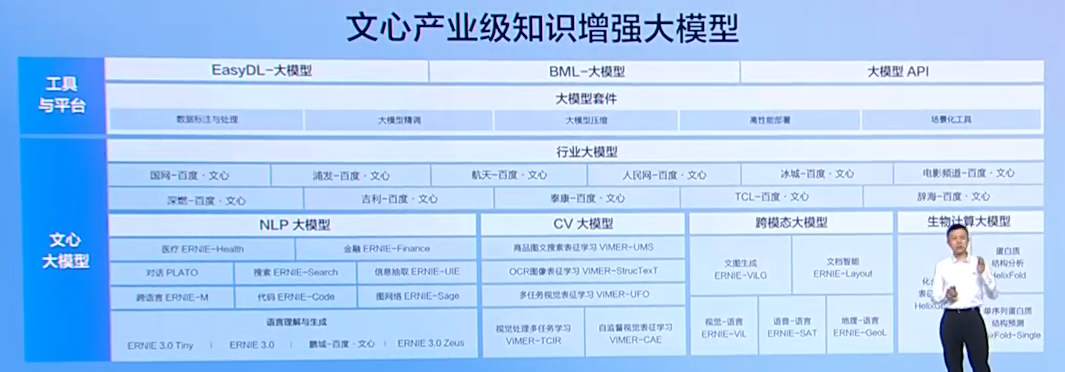 文心产业级知识增强大模型
工具
与平台
EasyDL-大模型
BML-大模型
大模型 API
大模型套件
数据标注与处理
大模型精调
大模型压缩
高性能部署
场景化工具
文心
大模型
行业大模型
国网-百度·文心
浦发-百度·文心
航天-百度·文心
人民网-百度·文心
冰城-百度·文心
电影频道-百度·文心
深燃-百度·文心
吉利-百度·文心
泰康-百度·文心
TCL-百度·文心
辞海-百度·文心
NLP 大模型
医疗 ERNIE-Health
金融 ERNIE-Finance
对话 PLATO
搜索 ERNIE-Search
信息抽取 ERNIE-UIE
跨语言 ERNIE-M
代码 ERNIE-Code
图网络 ERNIE-Sage
语言理解与生成
ERNIE 3.0 Tiny
ERNIE 3.0
鹏城-百度·文心
ERNIE 3.0 Zeus
CV 大模型
商品图文搜索表征学习 VIMER-UMS
OCR图像表征学习 VIMER-StrucTexT
多任务视觉表征学习 VIMER-UFO
视觉处理多任务学习
VIMER-TCIR
自监督视觉表征学习
VIMER-CAE
跨模态大模型
文图生成
ERNIE-ViLG
文档智能
ERNIE-Layout
视觉-语言
ERNIE-ViL
语音-语言
ERNIE-SAT
地理-语言
ERNIE-GeoL
生物计算大模型
化
表
HelixG
蛋白质
结构分析
HelixFold
单序列蛋白质
结构预测
xFold-Single